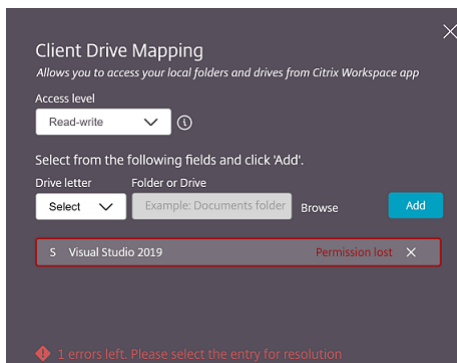 Client Drive Mapping
Allows you to access your local folders and drives from Citrix Workspace app
Access level
Read-write
Select from the following fields and click 'Add'.
Drive letter Folder or Drive
Select Example: Documents folder Browse Add
S Visual Studio 2019 Permission lost
1 errors left. Please select the entry for resolution